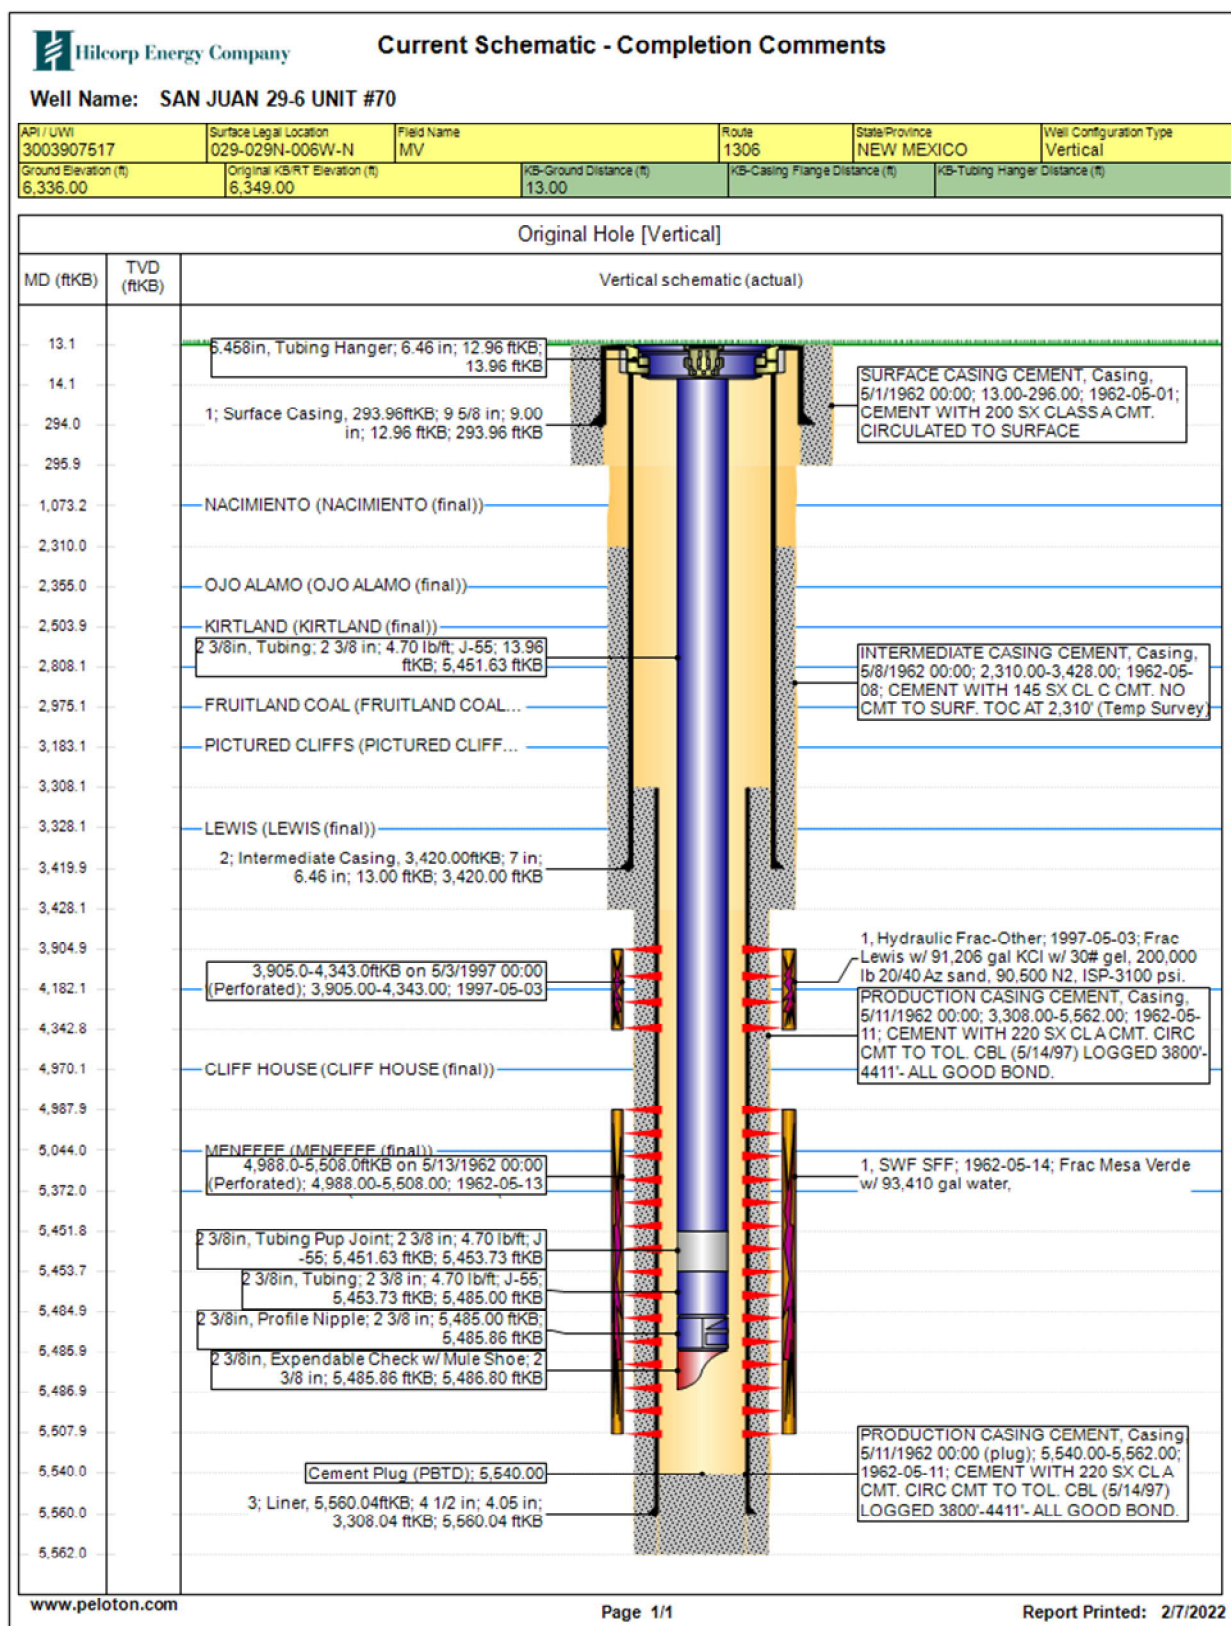 Hilcorp Energy Company
Current Schematic - Completion Comments
Well Name: SAN JUAN 29-6 UNIT #70
API / UWI
3003907517
Surface Legal Location
029-029N-006W-N
Field Name
MV
Route
1306
State/Province
NEW MEXICO
Well Configuration Type
Vertical
Ground Elevation (ft)
6,336.00
Original KB/RT Elevation (ft)
6,349.00
KB-Ground Distance (ft)
13.00
KB-Casing Flange Distance (ft)
KB-Tubing Hanger Distance (ft)
Original Hole [Vertical]
MD (ftKB)
TVD
(ftKB)
Vertical schematic (actual)
13.1
14.1
294.0
295.9
1,073.2
2,310.0
2,355.0
2,503.9
2,808.1
2,975.1
3,183.1
3,308.1
3,328.1
3,419.9
3,428.1
3,904.9
4,182.1
4,342.8
4,970.1
4,987.9
5,044.0
5,372.0
5,451.8
5,453.7
5,484.9
5,485.9
5,486.9
5,507.9
5,540.0
5,560.0
5,562.0
6.458in, Tubing Hanger; 6.46 in; 12.96 ftKB;
13.96 ftKB
1; Surface Casing, 293.96ftKB; 9 5/8 in; 9.00
in; 12.96 ftKB; 293.96 ftKB
NACIMIENTO (NACIMIENTO (final))
OJO ALAMO (OJO ALAMO (final))
KIRTLAND (KIRTLAND (final))
2 3/8in, Tubing; 2 3/8 in; 4.70 lb/ft; J-55; 13.96
ftKB; 5,451.63 ftKB
FRUITLAND COAL (FRUITLAND COAL...
PICTURED CLIFFS (PICTURED CLIFF...
LEWIS (LEWIS (final))
2; Intermediate Casing, 3,420.00ftKB; 7 in;
6.46 in; 13.00 ftKB; 3,420.00 ftKB
3,905.0-4,343.0ftKB on 5/3/1997 00:00
(Perforated); 3,905.00-4,343.00; 1997-05-03
CLIFF HOUSE (CLIFF HOUSE (final))
MENEFEE (MENEFEE (final))
4,988.0-5,508.0ftKB on 5/13/1962 00:00
(Perforated); 4,988.00-5,508.00; 1962-05-13
2 3/8in, Tubing Pup Joint; 2 3/8 in; 4.70 lb/ft; J
-55; 5,451.63 ftKB; 5,453.73 ftKB
2 3/8in, Tubing; 2 3/8 in; 4.70 lb/ft; J-55;
5,453.73 ftKB; 5,485.00 ftKB
2 3/8in, Profile Nipple; 2 3/8 in; 5,485.00 ftKB;
5,485.86 ftKB
2 3/8in, Expendable Check w/ Mule Shoe; 2
3/8 in; 5,485.86 ftKB; 5,486.80 ftKB
Cement Plug (PBTD); 5,540.00
3; Liner, 5,560.04ftKB; 4 1/2 in; 4.05 in;
3,308.04 ftKB; 5,560.04 ftKB
SURFACE CASING CEMENT, Casing,
5/1/1962 00:00; 13.00-296.00; 1962-05-01;
CEMENT WITH 200 SX CLASS A CMT.
CIRCULATED TO SURFACE
INTERMEDIATE CASING CEMENT, Casing,
5/8/1962 00:00; 2,310.00-3,428.00; 1962-05-
08; CEMENT WITH 145 SX CL C CMT. NO
CMT TO SURF. TOC AT 2,310' (Temp Survey)
1, Hydraulic Frac-Other; 1997-05-03; Frac
Lewis w/ 91,206 gal KCl w/ 30# gel, 200,000
lb 20/40 Az sand, 90,500 N2, ISP-3100 psi.
PRODUCTION CASING CEMENT, Casing,
5/11/1962 00:00; 3,308.00-5,562.00; 1962-05-
11; CEMENT WITH 220 SX CL A CMT. CIRC
CMT TO TOL. CBL (5/14/97) LOGGED 3800'-
4411'- ALL GOOD BOND.
1, SWF SFF; 1962-05-14; Frac Mesa Verde
w/ 93,410 gal water,
PRODUCTION CASING CEMENT, Casing,
5/11/1962 00:00 (plug); 5,540.00-5,562.00;
1962-05-11; CEMENT WITH 220 SX CL A
CMT. CIRC CMT TO TOL. CBL (5/14/97)
LOGGED 3800'-4411'- ALL GOOD BOND.
www.peloton.com
Page 1/1
Report Printed: 2/7/2022